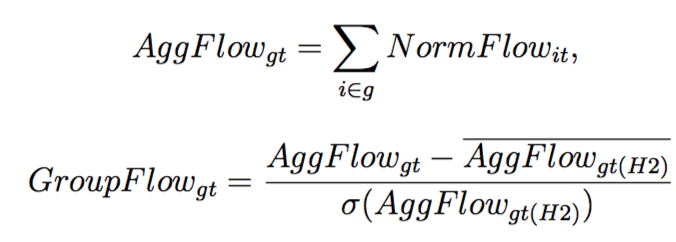 AggFlow_{gt} = \sum_{i \in g} NormFlow_{it},
GroupFlow_{gt} = \frac{AggFlow_{gt} - \overline{AggFlow_{gt(H2)}}}{\sigma(AggFlow_{gt(H2)})}